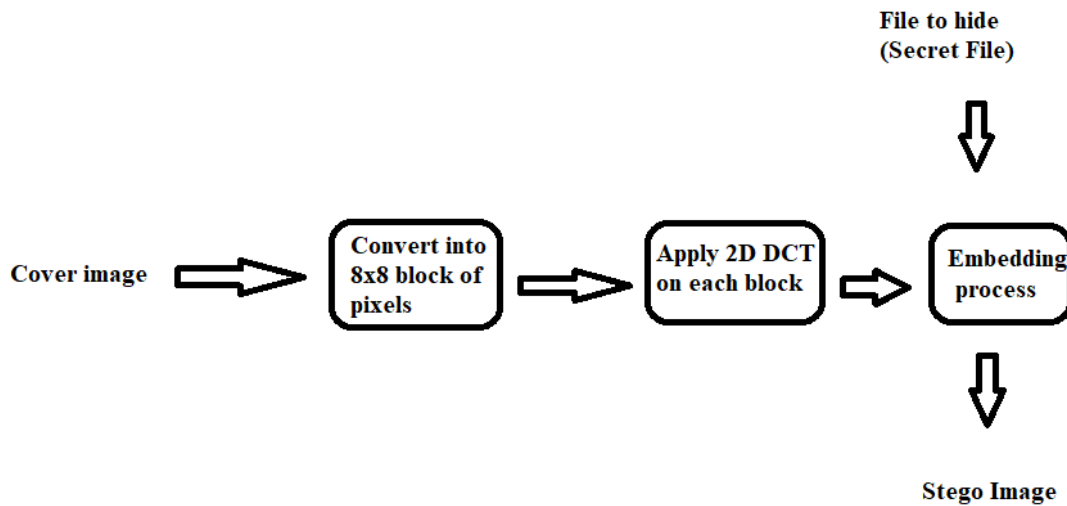 File to hide
(Secret File)
Cover image
Convert into
8x8 block of
pixels
Apply 2D DCT
on each block
Embedding
process
Stego Image